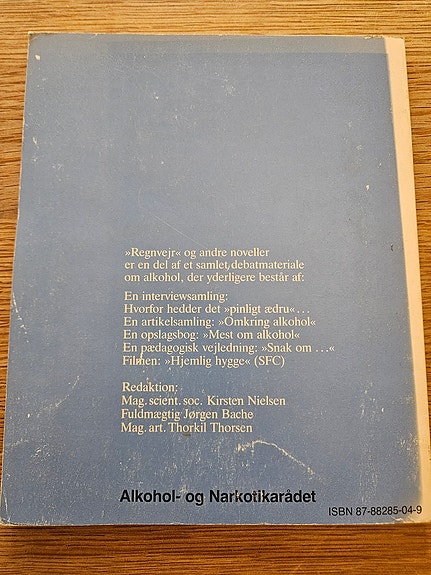 »Regnvejr« og andre noveller
er en del af et samlet debatmateriale
om alkohol, der yderligere består af:
En interviewsamling:
Hvorfor hedder det »pinligt ædru«...
En artikelsamling: »Omkring alkohol«
En opslagsbog: »Mest om alkohol«
En pædagogisk vejledning: »Snak om ...«
Filmen: »Hjemlig hygge« (SFC)
Redaktion:
Mag. scient. soc. Kirsten Nielsen
Fuldmægtig Jørgen Bache
Mag. art. Thorkil Thorsen
Alkohol- og Narkotikarådet
ISBN 87-88285-04-9